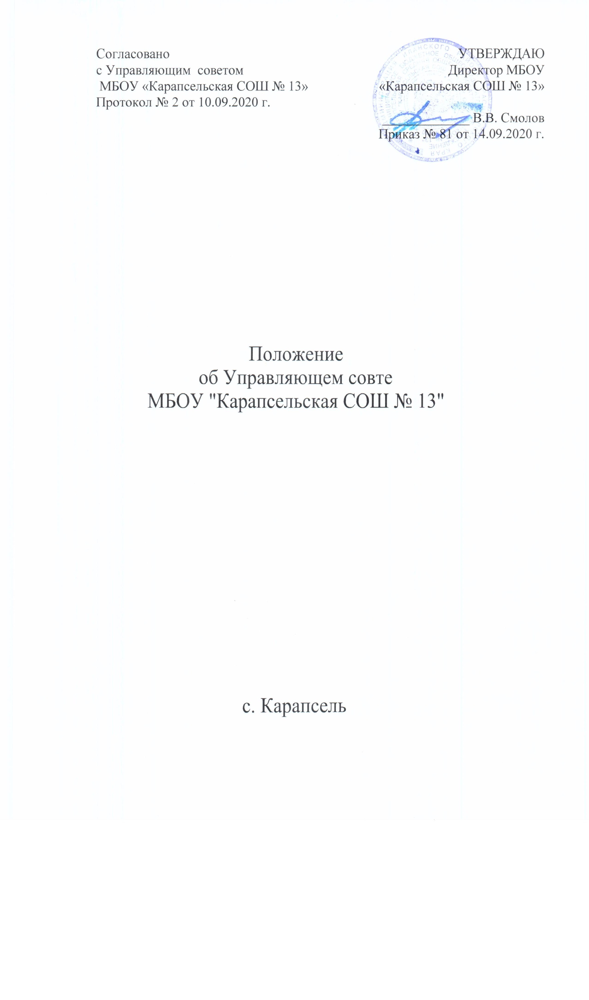 Согласовано
с Управляющим советом
МБОУ «Карапсельская СОШ № 13»
Протокол № 2 от 10.09.2020 г.
УТВЕРЖДАЮ
Директор МБОУ
«Карапсельская СОШ № 13»
В.В. Смолов
Приказ № 81 от 14.09.2020 г.
Положение
об Управляющем совте
МБОУ "Карапсельская СОШ № 13"
с. Карапсель